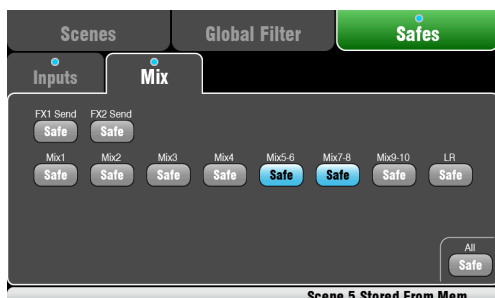 Scenes Global Filter Safes
Inputs Mix
FX1 Send FX2 Send
Safe Safe
Mix1 Mix2 Mix3 Mix4 Mix5-6 Mix7-8 Mix9-10 LR
Safe Safe Safe Safe Safe Safe Safe Safe
All
Safe
Scene 5 Stored From Mem